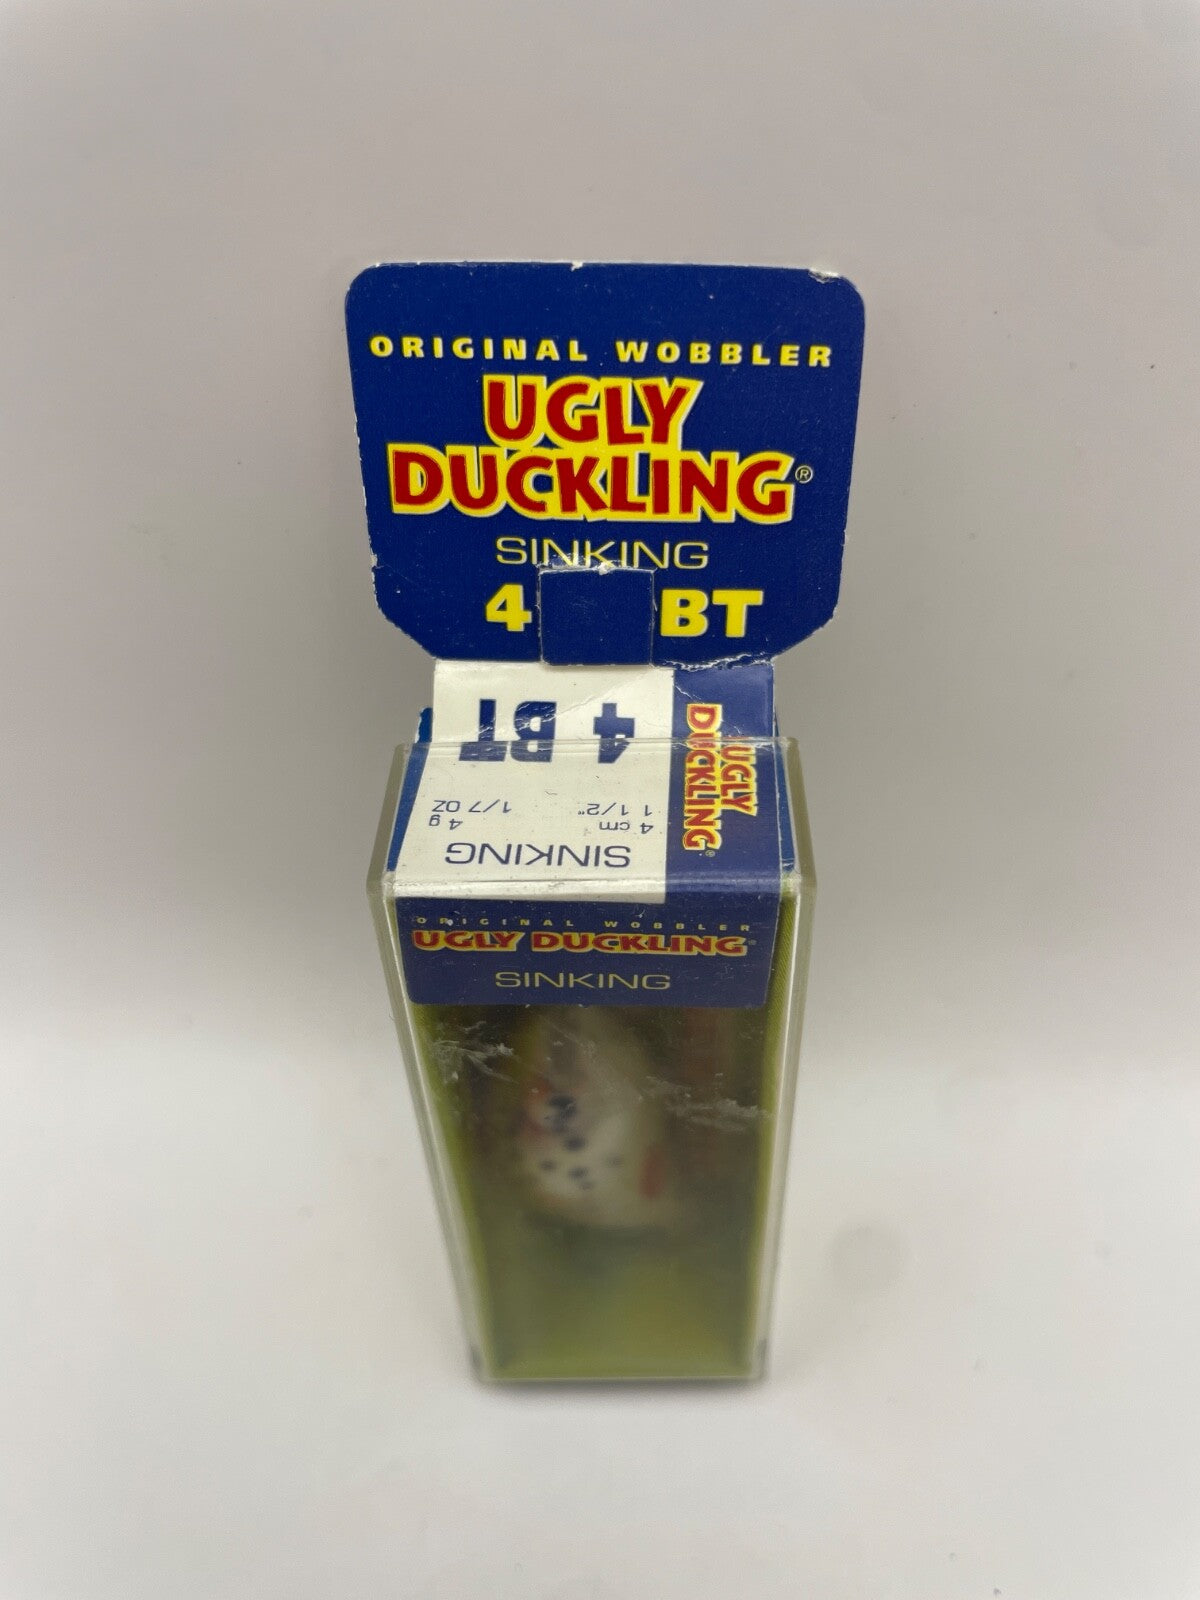 ORIGINAL WOBBLER
UGLY
DUCKLING®
SINKING
4 BT
4 BT
4 cm 4 g
1 1/2" 1/7 OZ
SINKING
UGLY
DUCKLING®
ORIGINAL WOBBLER
UGLY DUCKLING®
SINKING